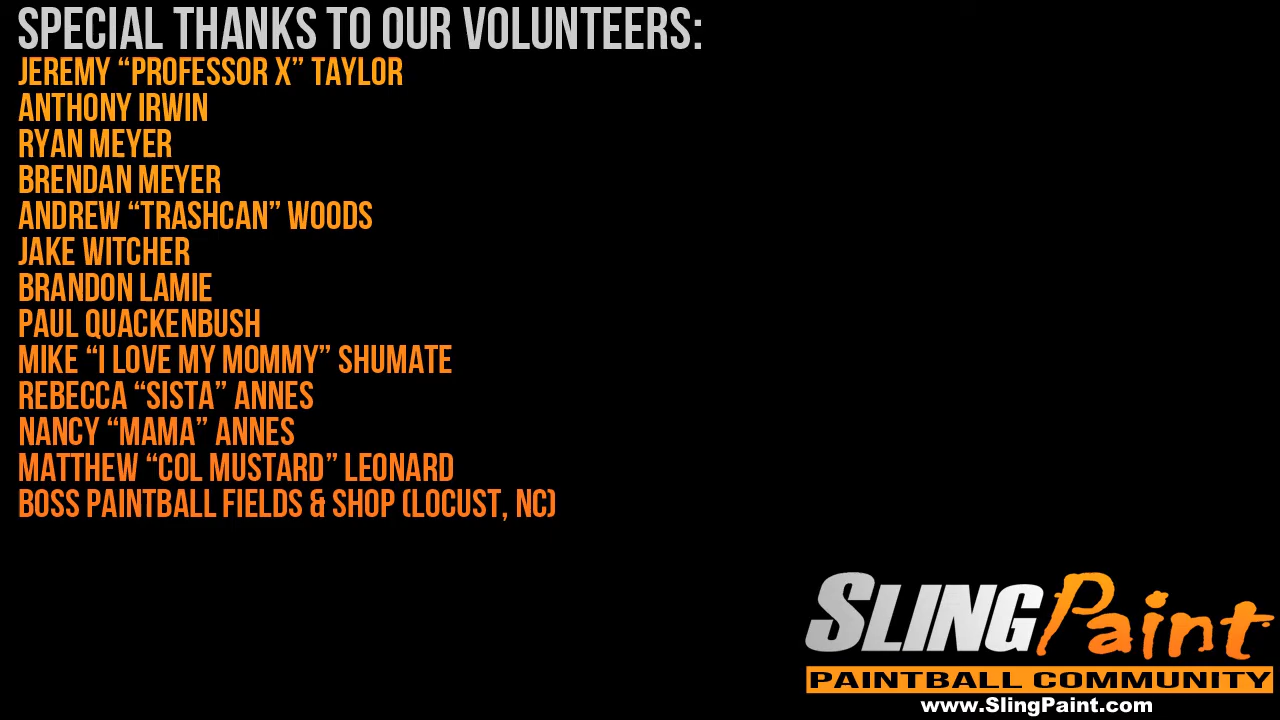 SPECIAL THANKS TO OUR VOLUNTEERS:
JEREMY “PROFESSOR X” TAYLOR
ANTHONY IRWIN
RYAN MEYER
BRENDAN MEYER
ANDREW “TRASHCAN” WOODS
JAKE WITCHER
BRANDON LAMIE
PAUL QUACKENBUSH
MIKE “I LOVE MY MOMMY” SHUMATE
REBECCA “SISTA” ANNES
NANCY “MAMA” ANNES
MATTHEW “COL MUSTARD” LEONARD
BOSS PAINTBALL FIELDS & SHOP (LOCUST, NC)
SLINGPaint
PAINTBALL COMMUNITY
www.SlingPaint.com